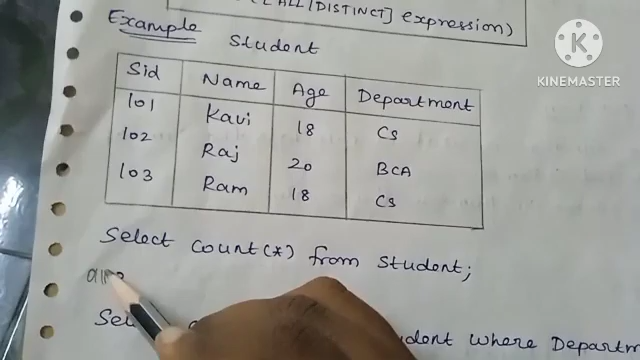 ALL/DISTINCT] expression)
Example Student
Sid Name Age Department
101 Kavi 18 CS
102 Raj 20 BCA
103 Ram 18 CS
Select Count(*) from Student;
where Departm
K
KINEMASTER